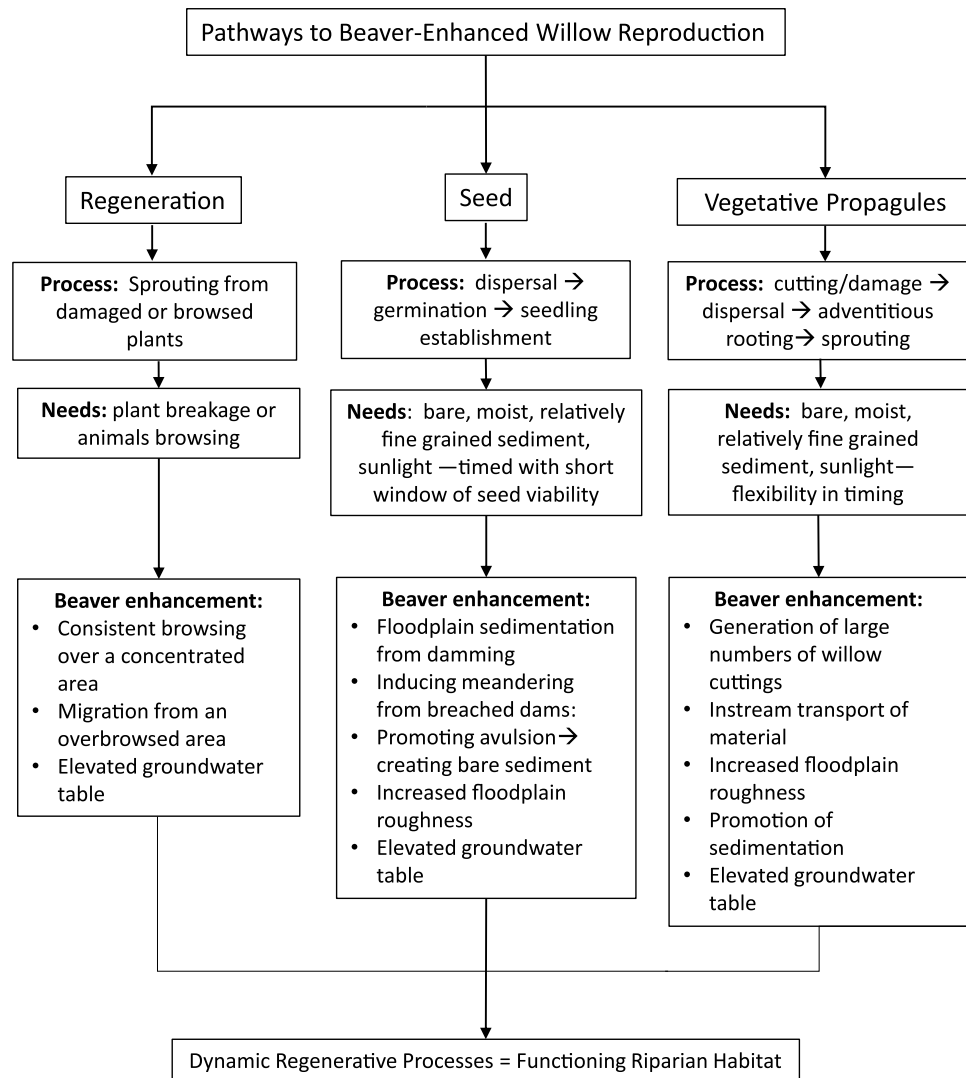 Pathways to Beaver-Enhanced Willow Reproduction
Regeneration
Process: Sprouting from
damaged or browsed
plants
Needs: plant breakage or
animals browsing
Beaver enhancement:
• Consistent browsing
over a concentrated
area
• Migration from an
overbrowsed area
• Elevated groundwater
table
Seed
Process: dispersal →
germination → seedling
establishment
Needs: bare, moist, relatively
fine grained sediment,
sunlight —timed with short
window of seed viability
Beaver enhancement:
• Floodplain sedimentation
from damming
• Inducing meandering
from breached dams:
• Promoting avulsion→
creating bare sediment
• Increased floodplain
roughness
• Elevated groundwater
table
Vegetative Propagules
Process: cutting/damage →
dispersal → adventitious
rooting→ sprouting
Needs: bare, moist,
relatively fine grained
sediment, sunlight—
flexibility in timing
Beaver enhancement:
• Generation of large
numbers of willow
cuttings
• Instream transport of
material
• Increased floodplain
roughness
• Promotion of
sedimentation
• Elevated groundwater
table
Dynamic Regenerative Processes = Functioning Riparian Habitat